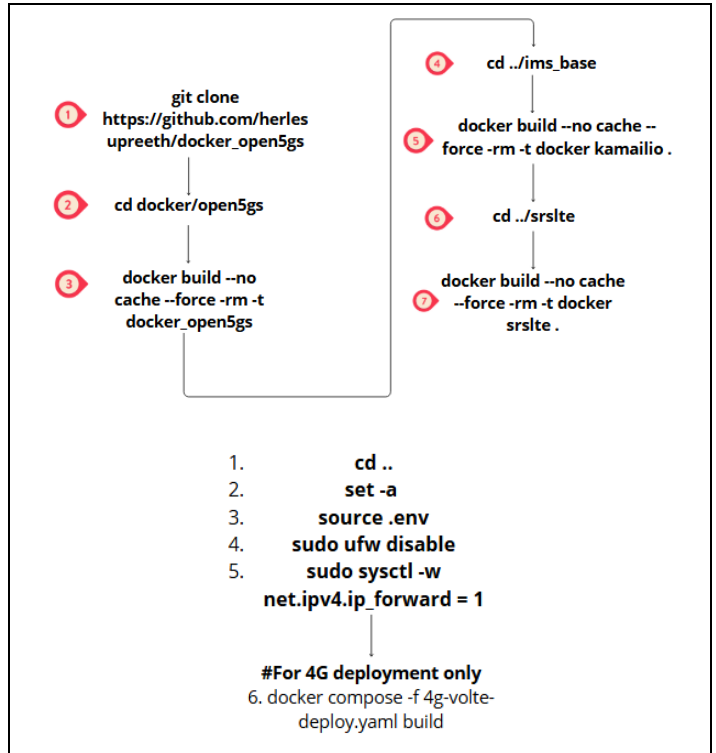 1
git clone
https://github.com/herles
upreeth/docker_open5gs
2
cd docker/open5gs
3
docker build --no
cache --force -rm -t
docker_open5gs
4
cd ../ims_base
5
docker build --no cache --
force -rm -t docker kamailio .
6
cd ../srslte
7
docker build --no cache
--force -rm -t docker
srslte .
1. cd ..
2. set -a
3. source .env
4. sudo ufw disable
5. sudo sysctl -w
net.ipv4.ip_forward = 1
#For 4G deployment only
6. docker compose -f 4g-volte-
deploy.yaml build